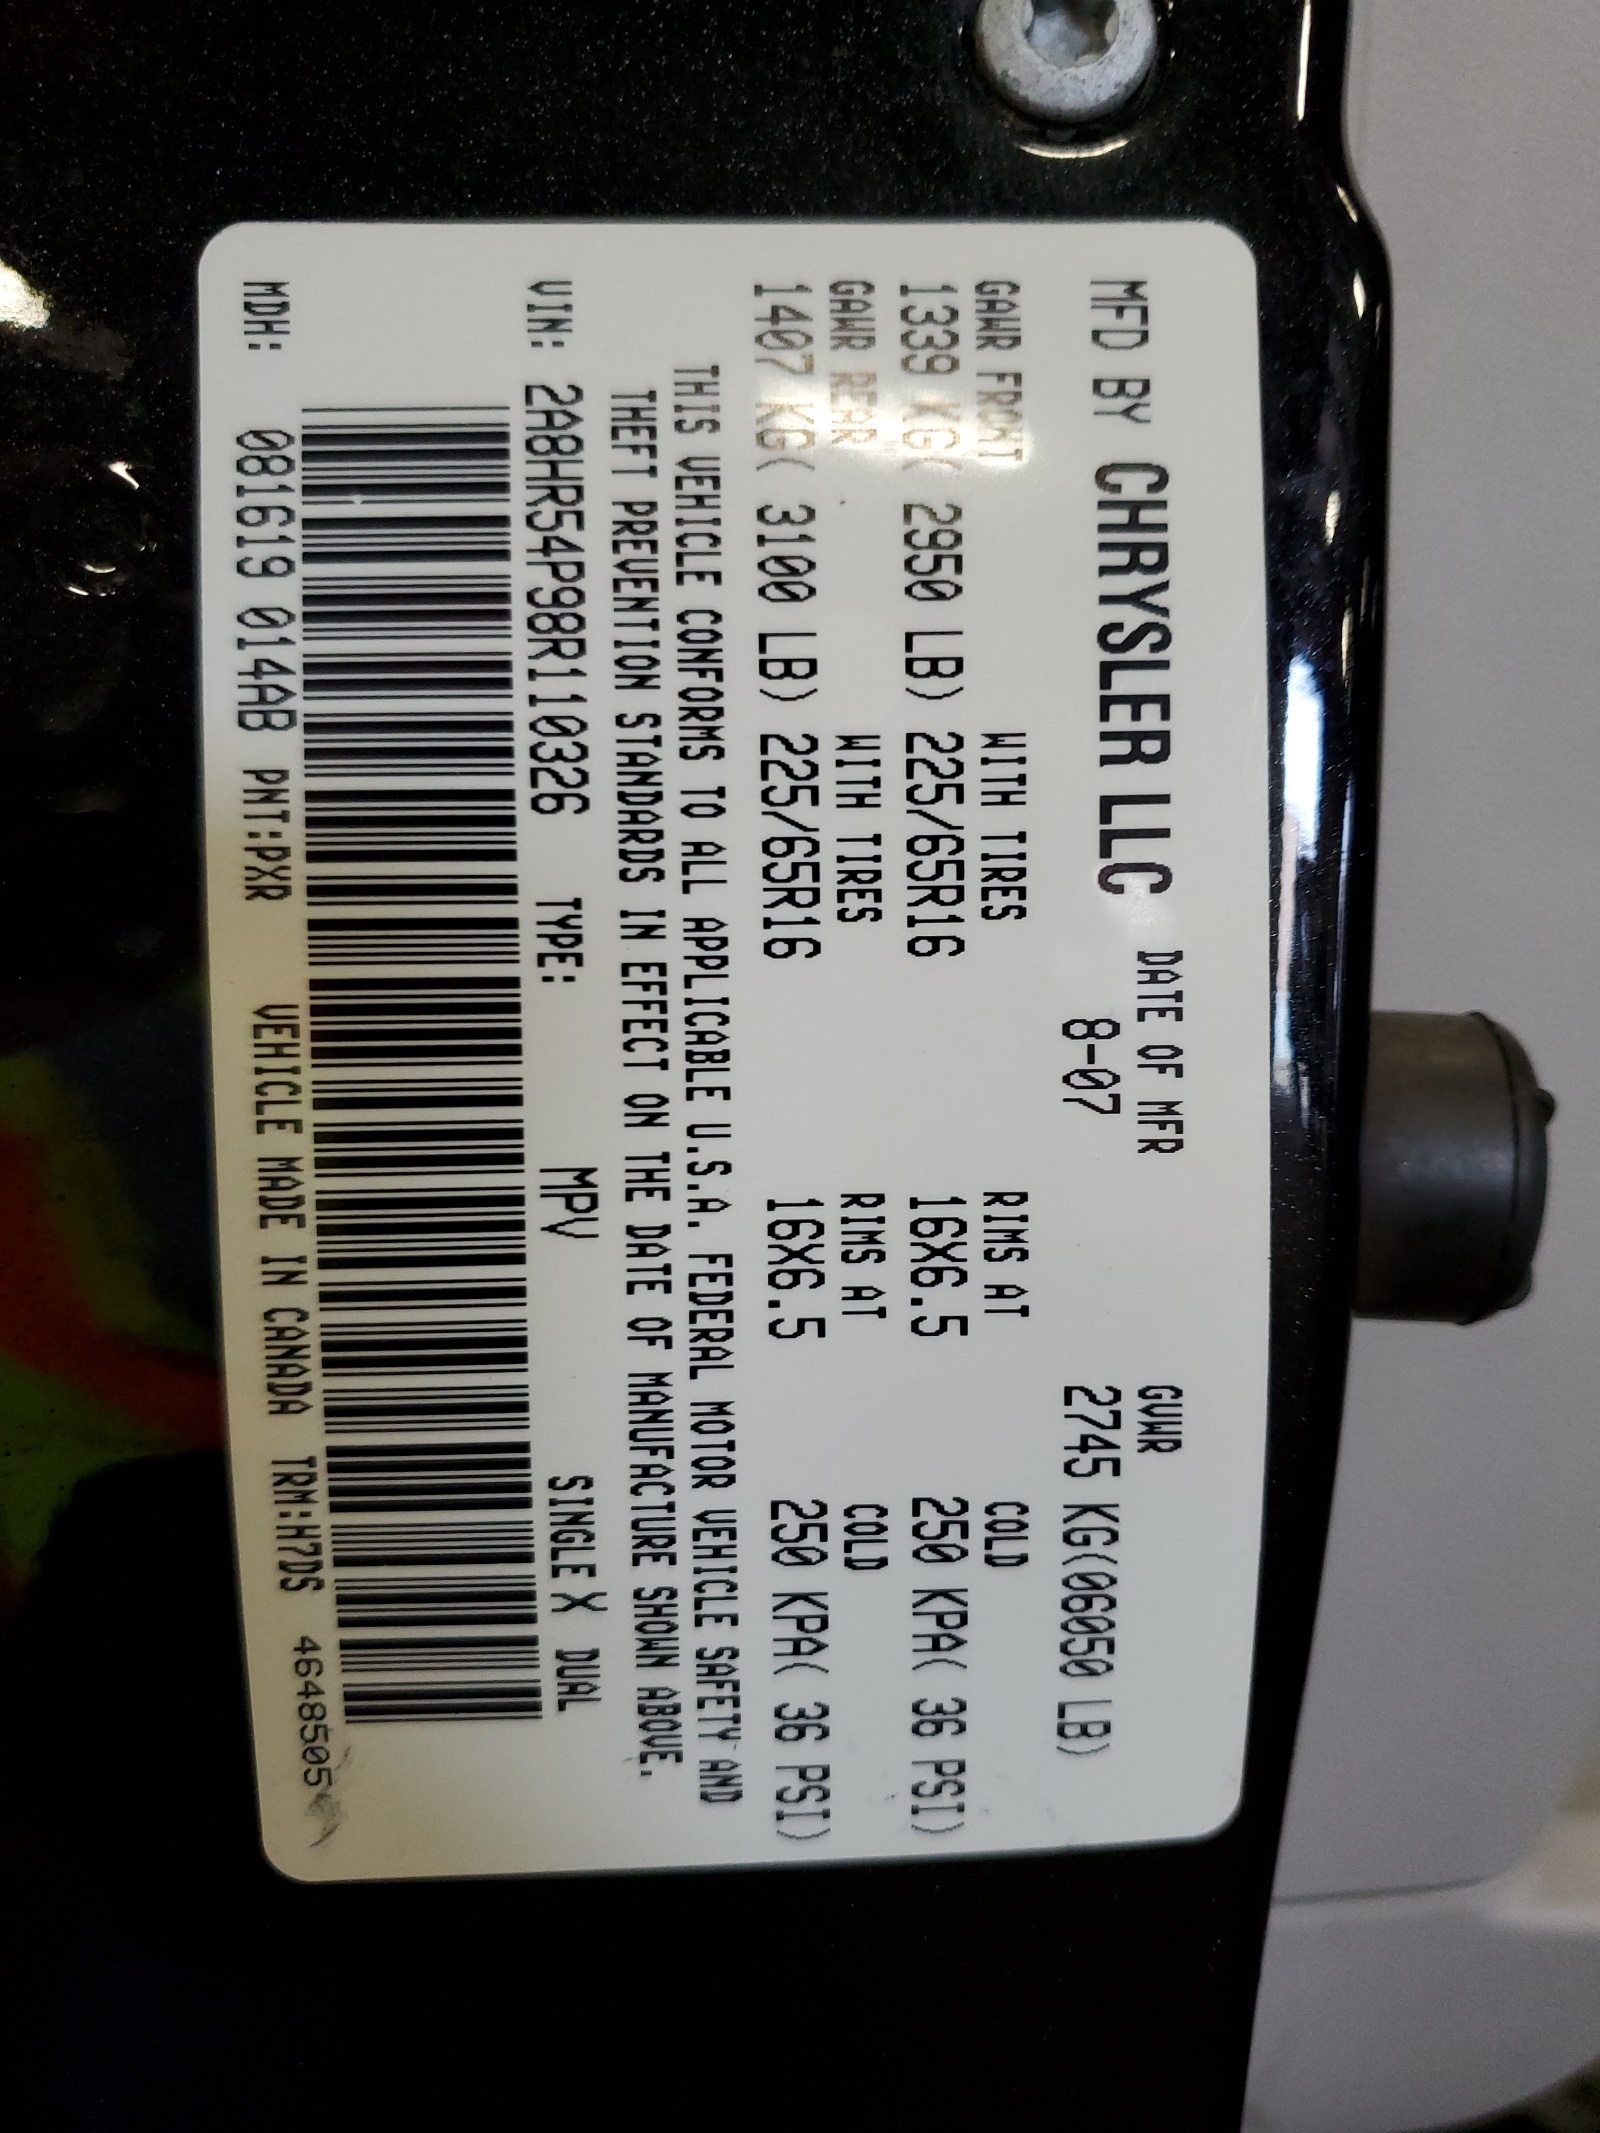 MFD BY CHRYSLER LLC DATE OF MFR GVWR
8-07 2745 KG(06050 LB)
GAWR FRONT WITH TIRES RIMS AT COLD
1339 KG( 2950 LB) 225/65R16 16X6.5 250 KPA( 36 PSI)
GAWR REAR WITH TIRES RIMS AT COLD
1407 KG( 3100 LB) 225/65R16 16X6.5 250 KPA( 36 PSI)
THIS VEHICLE CONFORMS TO ALL APPLICABLE U.S.A. FEDERAL MOTOR VEHICLE SAFETY AND
THEFT PREVENTION STANDARDS IN EFFECT ON THE DATE OF MANUFACTURE SHOWN ABOVE.
VIN: 2A8HR54P98R110326 TYPE: MPV SINGLE X DUAL
MDH: 081619 014AB PNT:PXR VEHICLE MADE IN CANADA TRM:H7DS 4648505